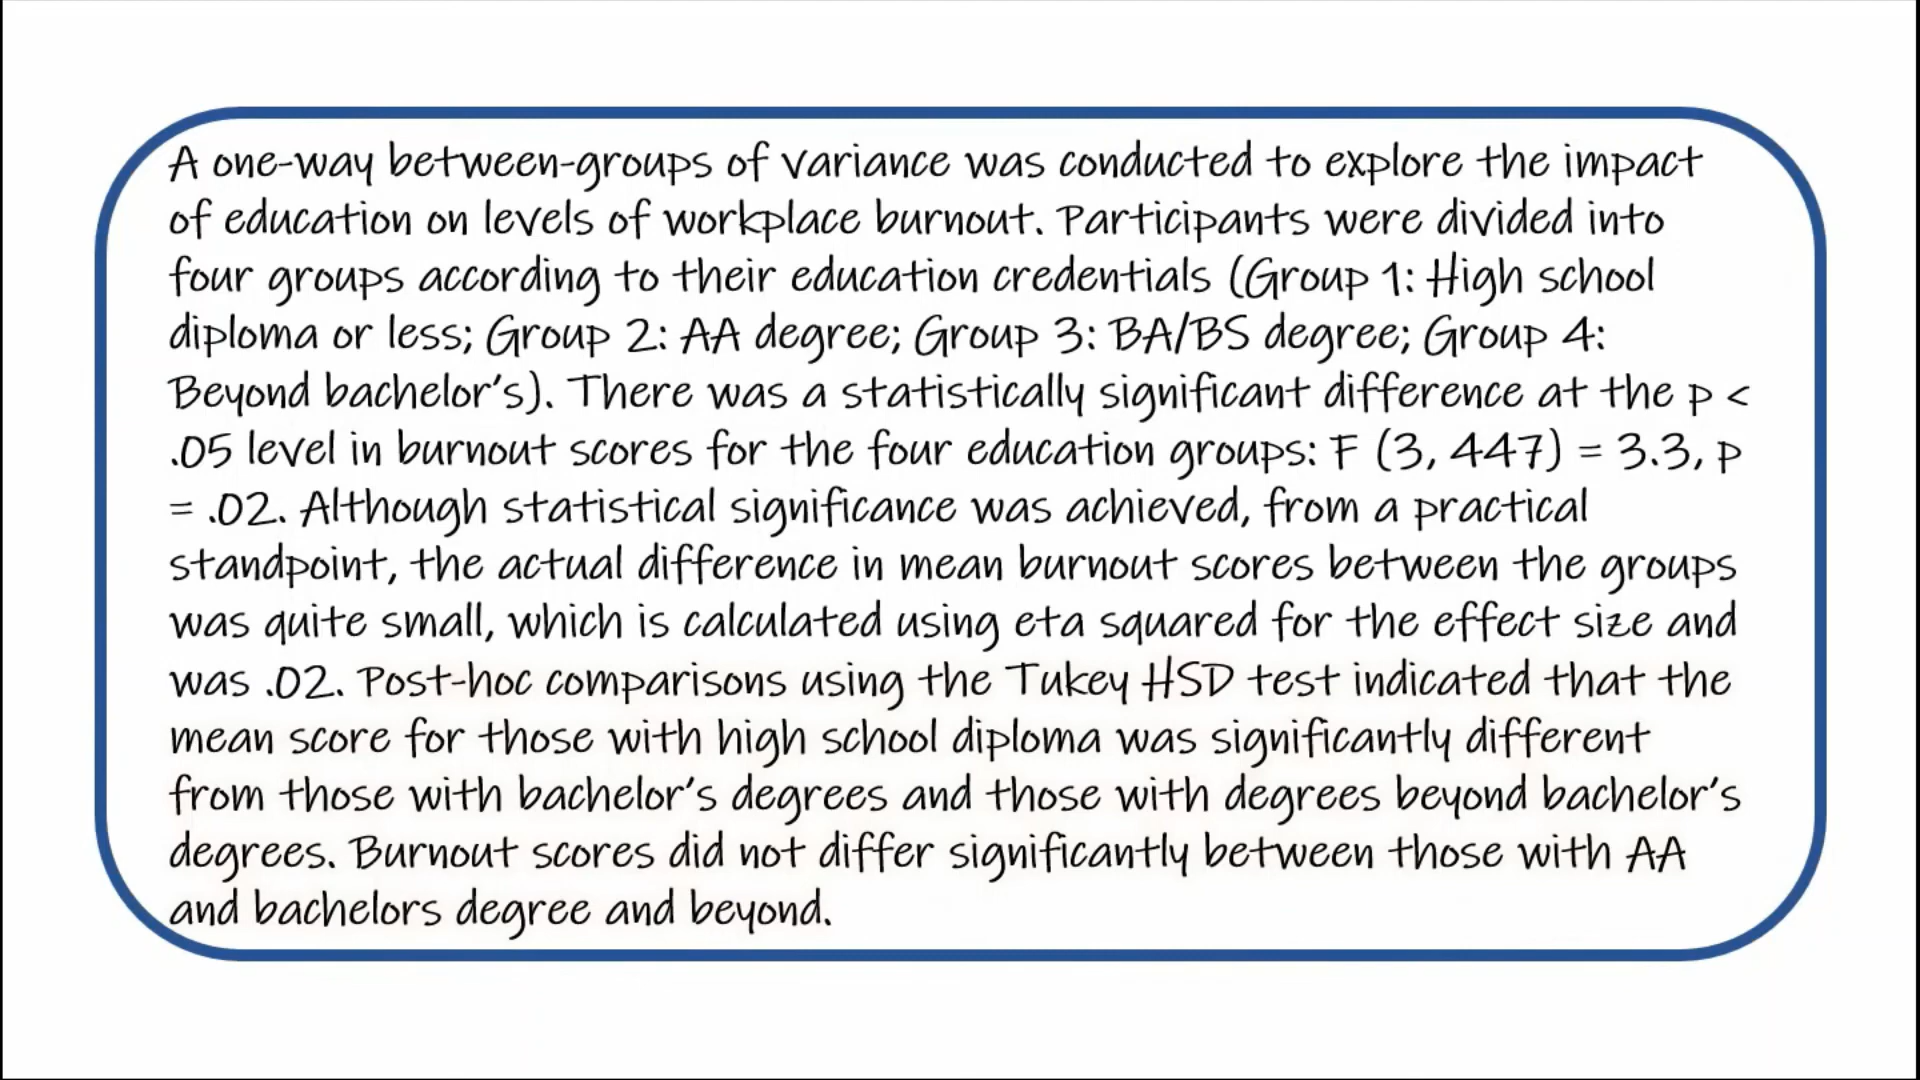 A one-way between-groups of variance was conducted to explore the impact
of education on levels of workplace burnout. Participants were divided into
four groups according to their education credentials (Group 1: High school
diploma or less; Group 2: AA degree; Group 3: BA/BS degree; Group 4:
Beyond bachelor's). There was a statistically significant difference at the p <
.05 level in burnout scores for the four education groups: F (3, 447) = 3.3, p
= .02. Although statistical significance was achieved, from a practical
standpoint, the actual difference in mean burnout scores between the groups
was quite small, which is calculated using eta squared for the effect size and
was .02. Post-hoc comparisons using the Tukey HSD test indicated that the
mean score for those with high school diploma was significantly different
from those with bachelor's degrees and those with degrees beyond bachelor's
degrees. Burnout scores did not differ significantly between those with AA
and bachelors degree and beyond.